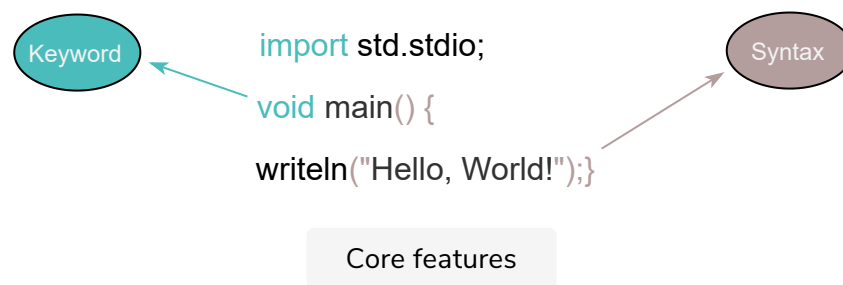 Keyword
import std.stdio;
Syntax
void main() {
writeln("Hello, World!");}
Core features